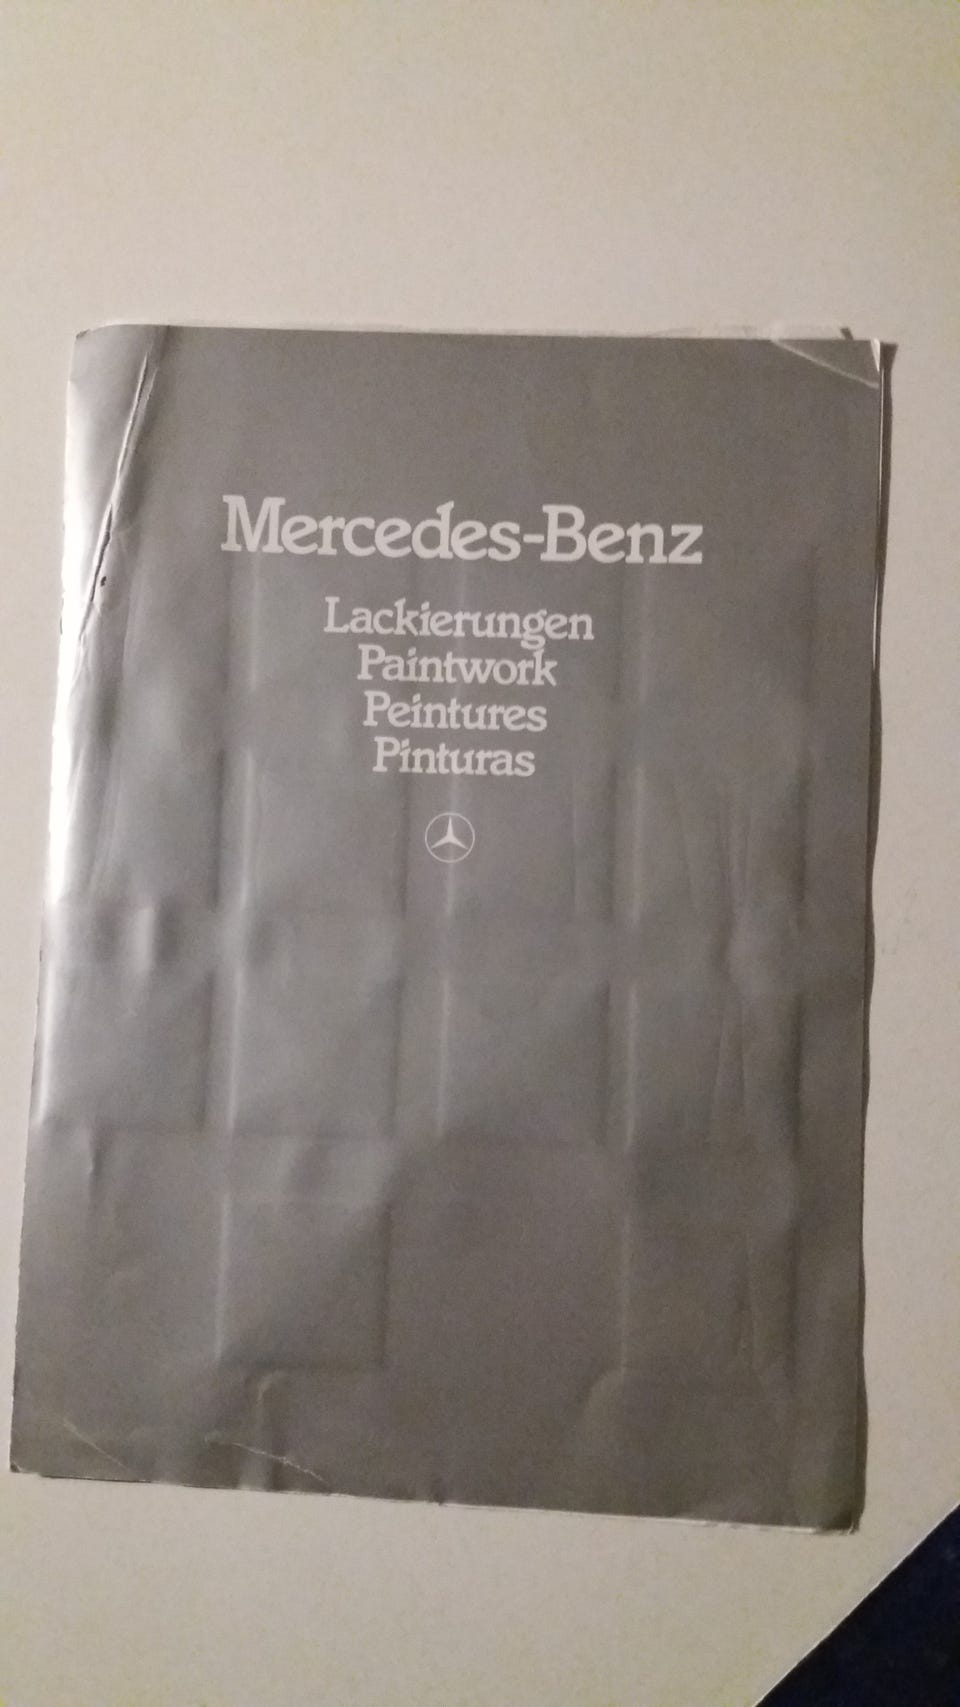 Mercedes-Benz
Lackierungen
Paintwork
Peintures
Pinturas